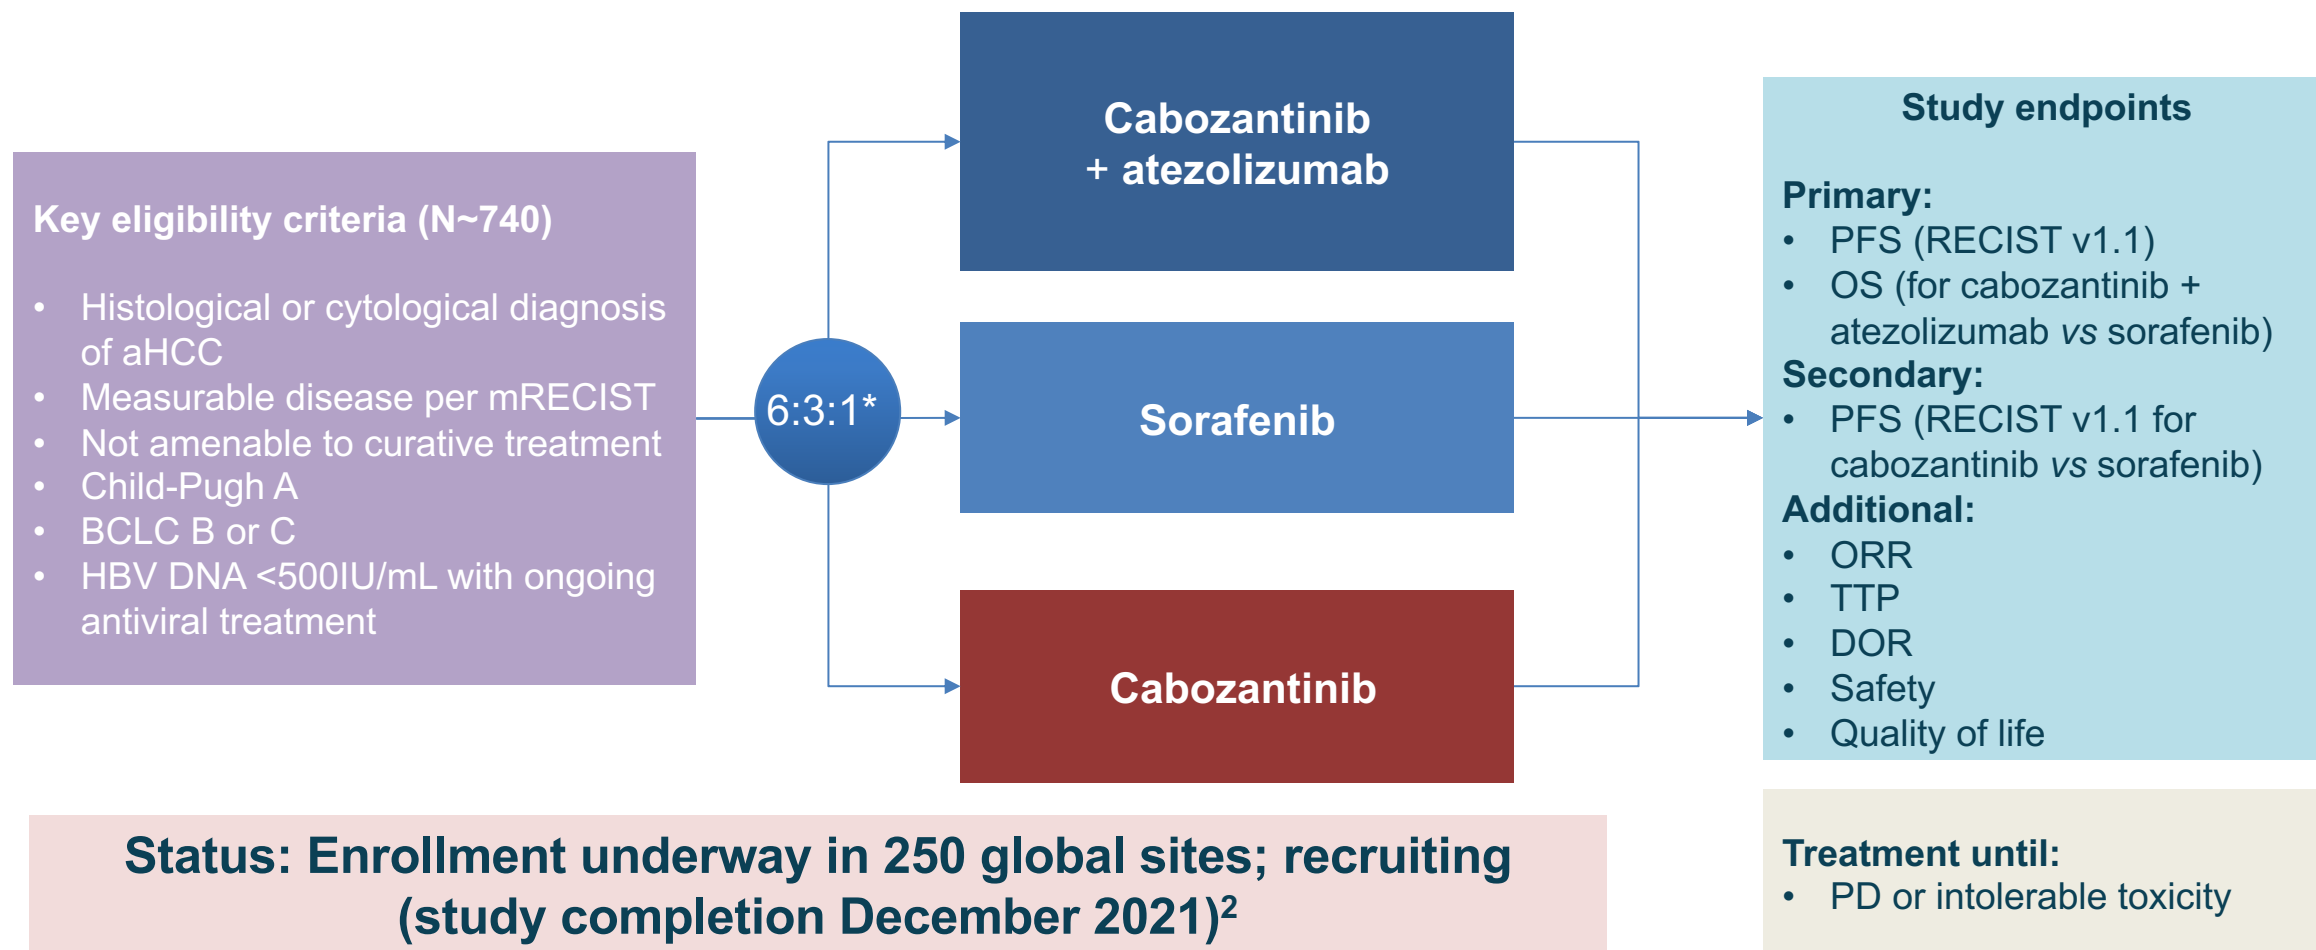 Key eligibility criteria (N~740)
• Histological or cytological diagnosis
of aHCC
• Measurable disease per mRECIST
• Not amenable to curative treatment
• Child-Pugh A
• BCLC B or C
• HBV DNA <500IU/mL with ongoing
antiviral treatment
6:3:1*
Cabozantinib
+ atezolizumab
Sorafenib
Cabozantinib
Study endpoints
Primary:
• PFS (RECIST v1.1)
• OS (for cabozantinib +
atezolizumab vs sorafenib)
Secondary:
• PFS (RECIST v1.1 for
cabozantinib vs sorafenib)
Additional:
• ORR
• TTP
• DOR
• Safety
• Quality of life
Status: Enrollment underway in 250 global sites; recruiting
(study completion December 2021)²
Treatment until:
• PD or intolerable toxicity